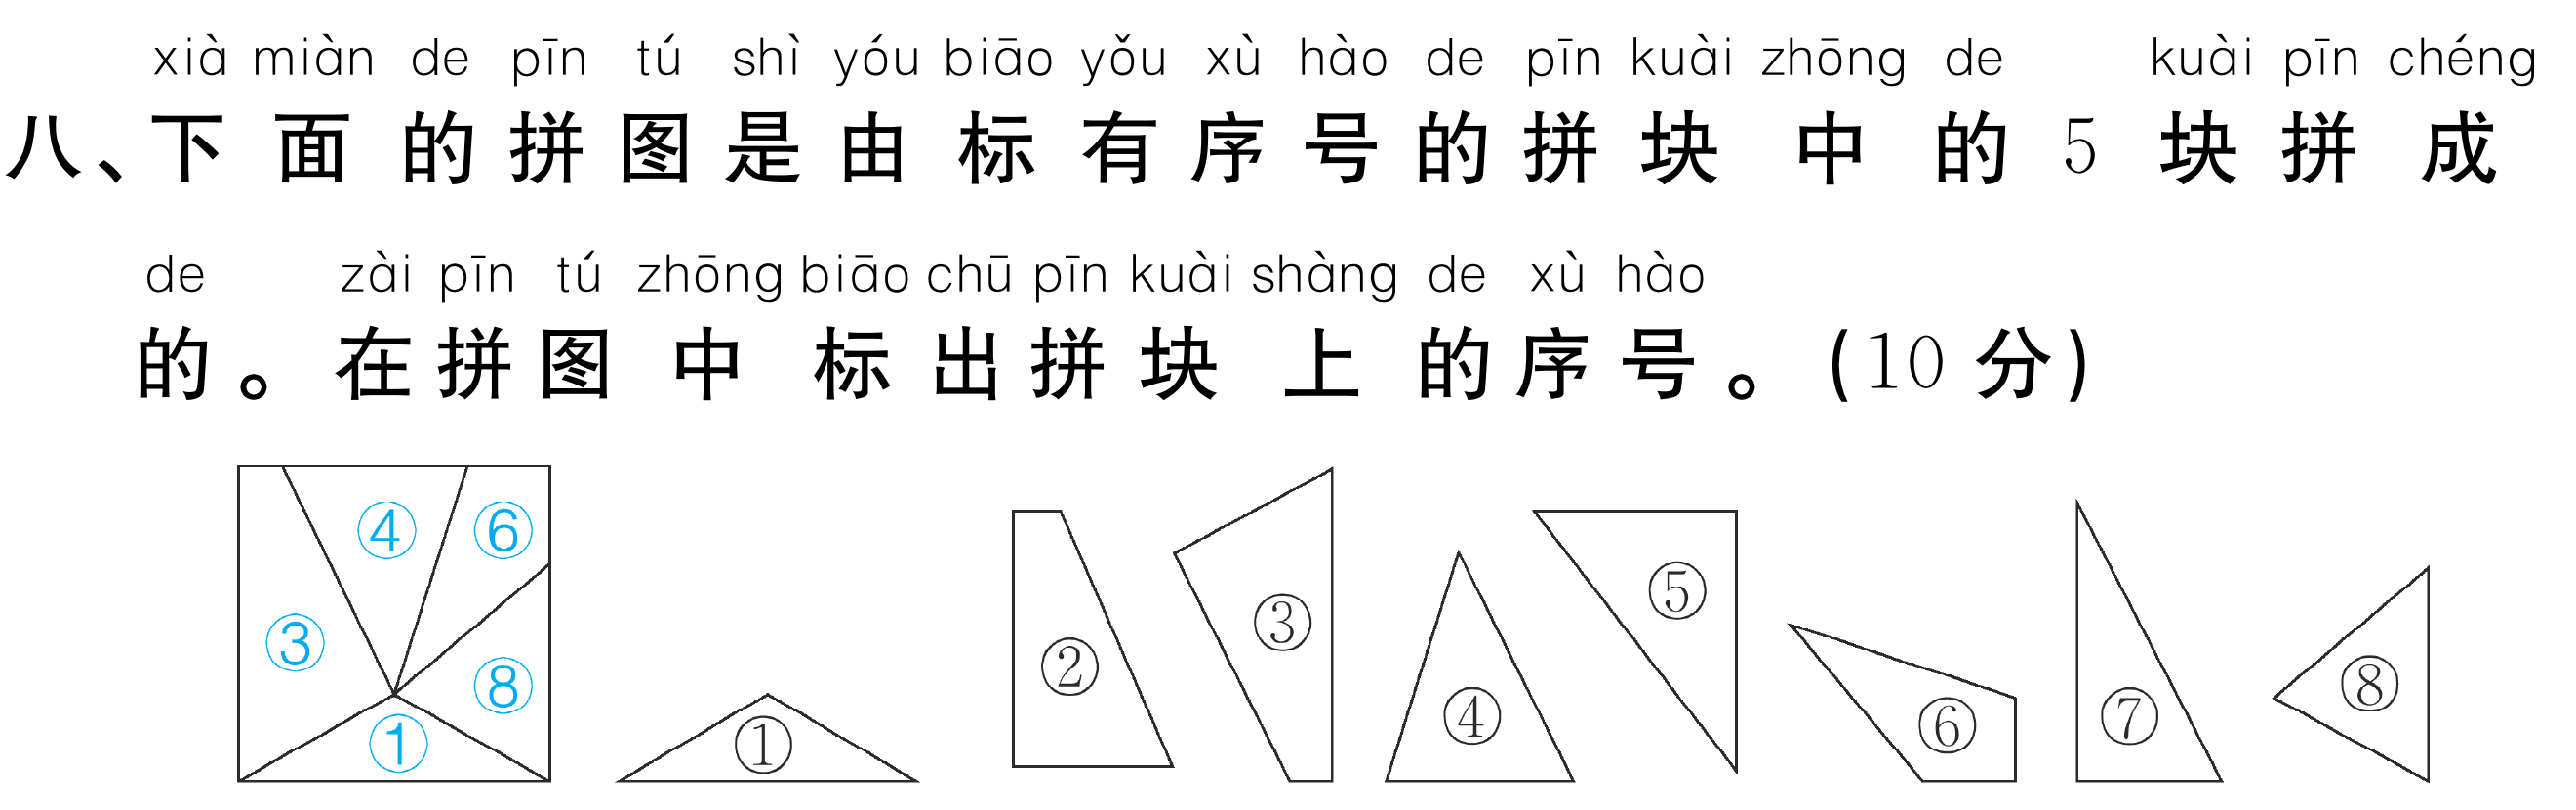 xià miàn de pīn tú shì yóu biāo yǒu xù hào de pīn kuài zhōng de kuài pīn chéng
八、下面的拼图是由标有序号的拼块中的5块拼成
de zài pīn tú zhōng biāo chū pīn kuài shàng de xù hào
的。在拼图中标出拼块上的序号。(10分)
④ ⑥
③ ⑧
①
① ② ③ ④ ⑤ ⑥ ⑦ ⑧